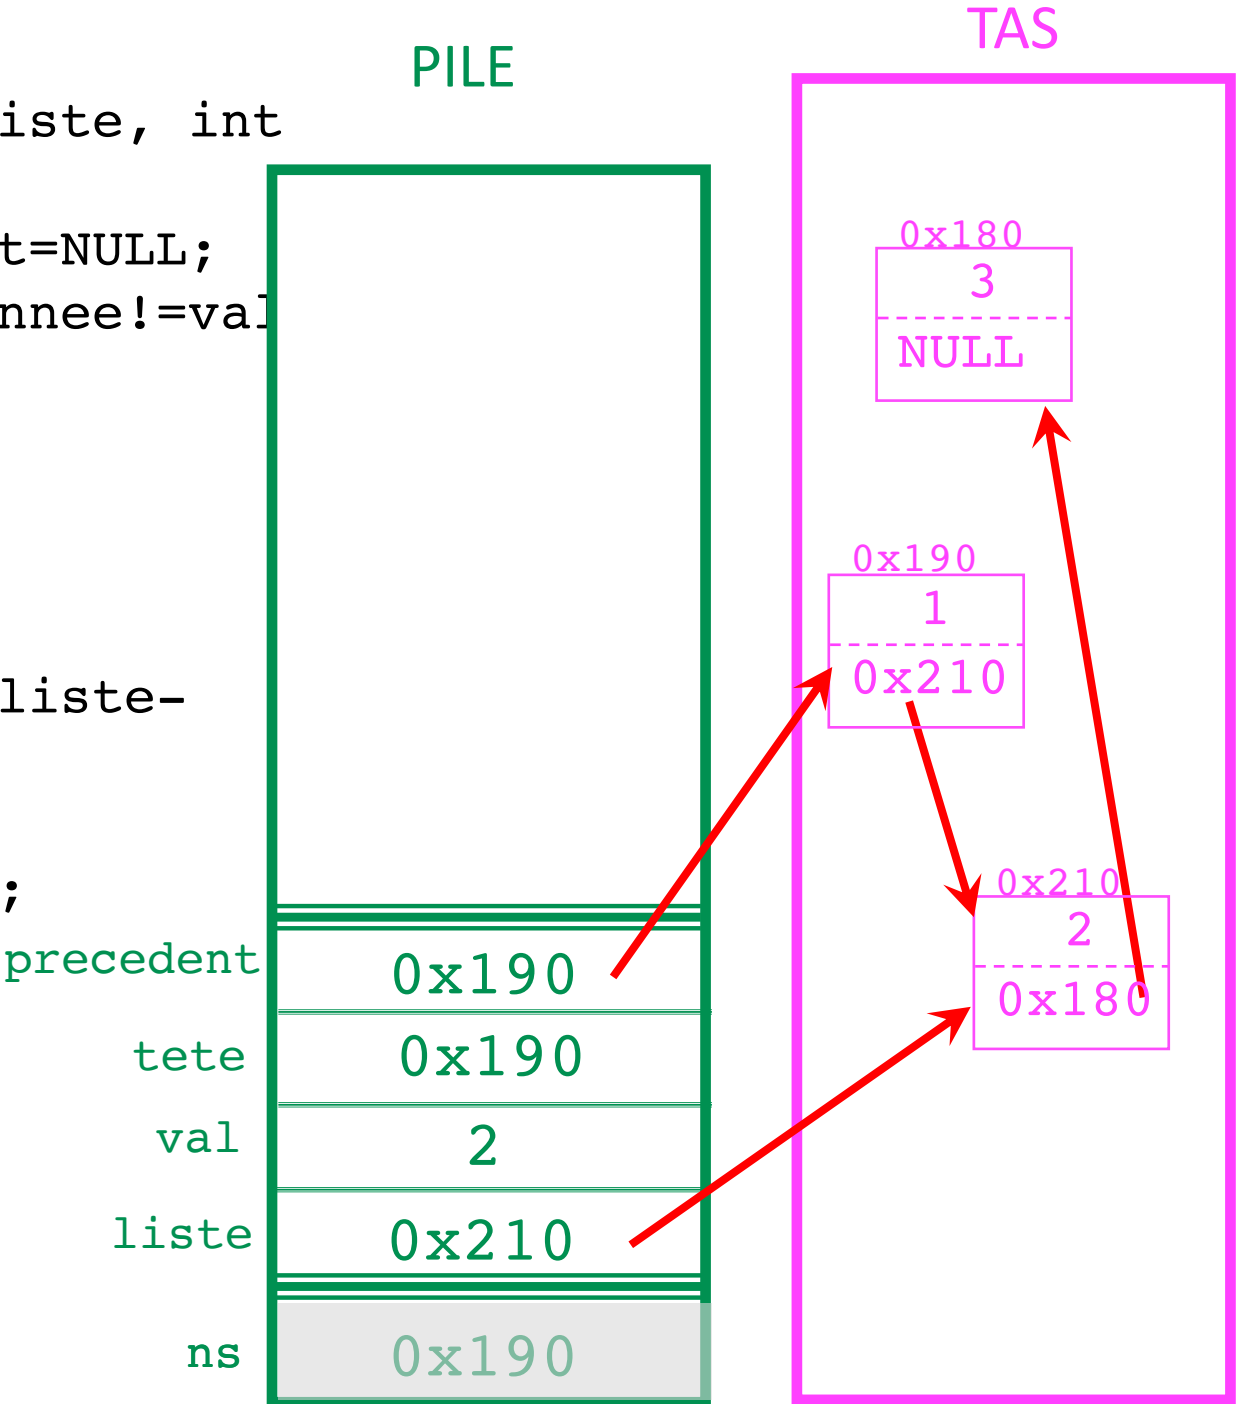 TAS
PILE
iste, int
0x180
t=NULL;
3
nnee!=val
NULL
0x190
1
0x210
liste-
0x210
;
2
precedent 0x190
0x180
tete 0x190
val 2
liste 0x210
ns 0x190